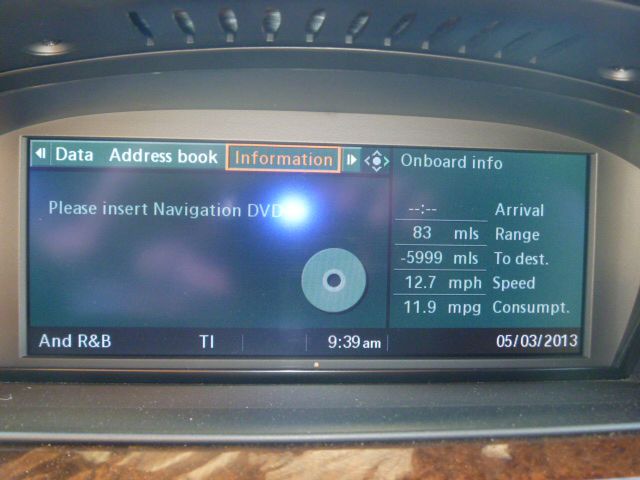 Data Address book Information
Please insert Navigation DVD
Onboard info
--:-- Arrival
83 mls Range
-5999 mls To dest.
12.7 mph Speed
11.9 mpg Consumpt.
And R&B TI 9:39 am 05/03/2013